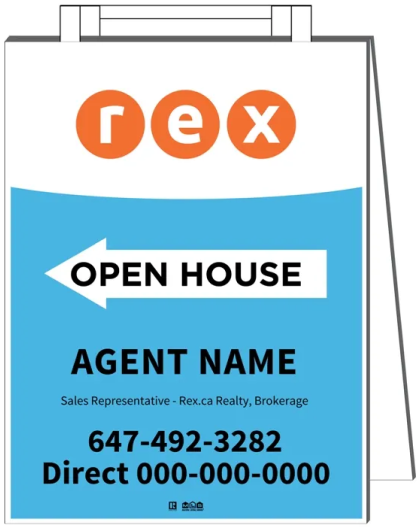 rex
OPEN HOUSE
AGENT NAME
Sales Representative - Rex.ca Realty, Brokerage
647-492-3282
Direct 000-000-0000